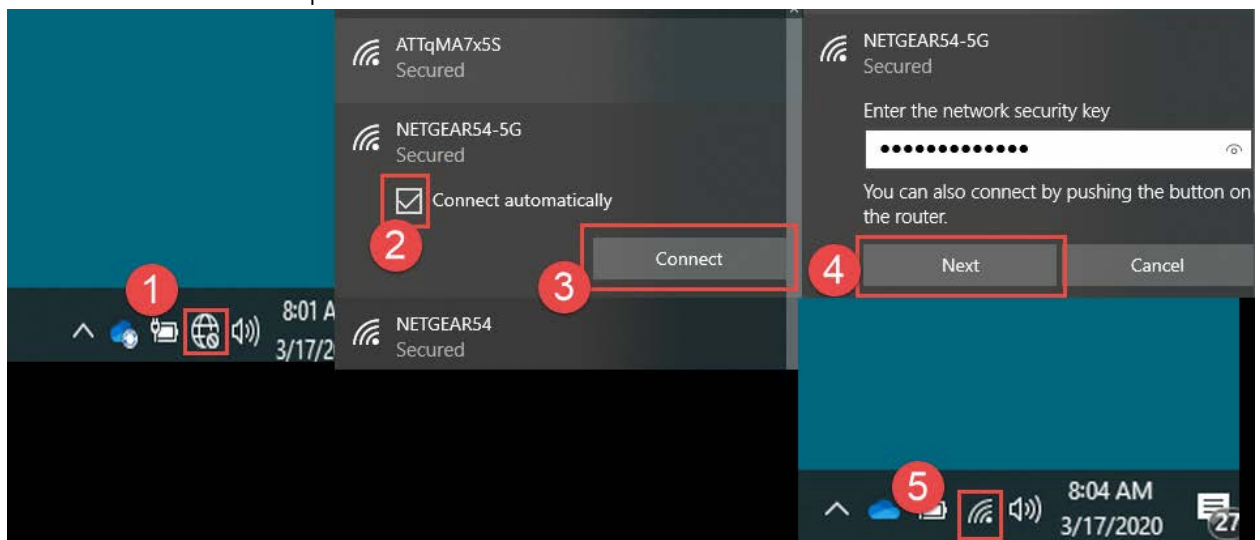 1
8:01 A
3/17/2
ATTqMA7x5S
Secured
NETGEAR54-5G
Secured
Connect automatically
2
3
Connect
NETGEAR54
Secured
NETGEAR54-5G
Secured
Enter the network security key
You can also connect by pushing the button on
the router.
4
Next
Cancel
5
8:04 AM
3/17/2020
27